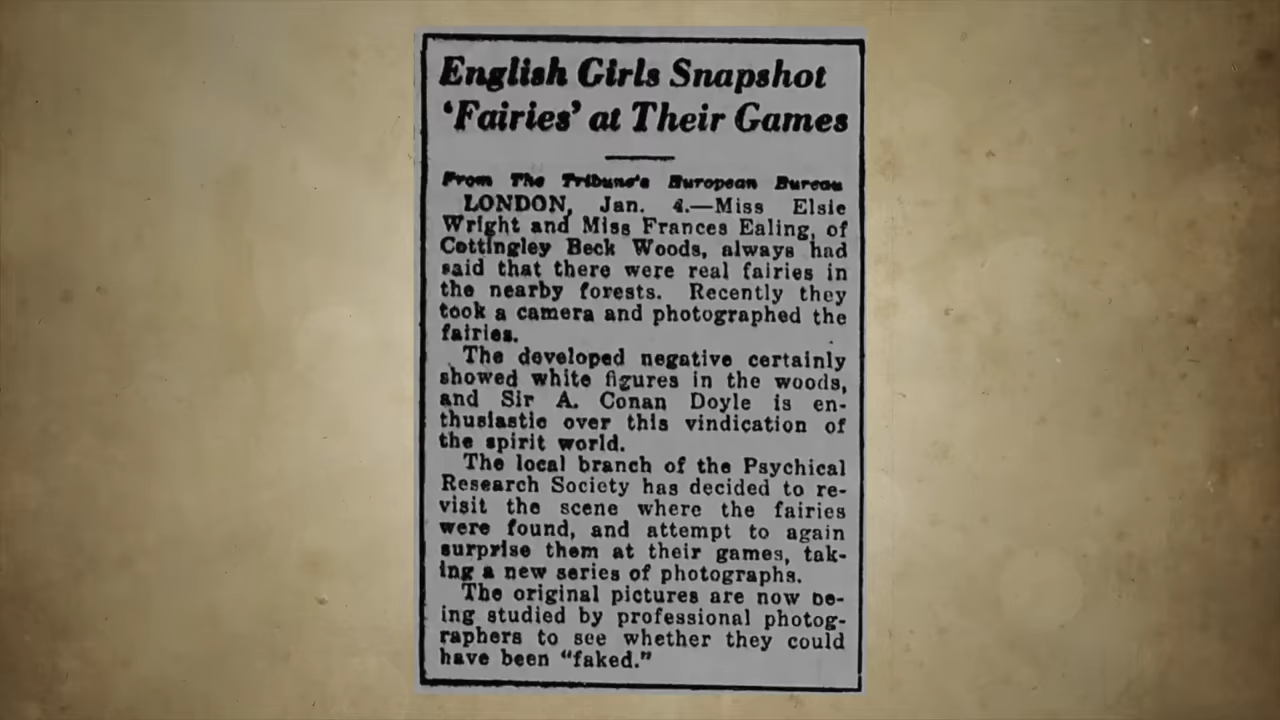 English Girls Snapshot
'Fairies' at Their Games
From The Tribune's European Bureau
LONDON, Jan. 4.—Miss Elsie
Wright and Miss Frances Ealing, of
Cottingley Beck Woods, always had
said that there were real fairies in
the nearby forests. Recently they
took a camera and photographed the
fairies.
The developed negative certainly
showed white figures in the woods,
and Sir A. Conan Doyle is en-
thusiastic over this vindication of
the spirit world.
The local branch of the Psychical
Research Society has decided to re-
visit the scene where the fairies
were found, and attempt to again
surprise them at their games, tak-
ing a new series of photographs.
The original pictures are now be-
ing studied by professional photog-
raphers to see whether they could
have been "faked."